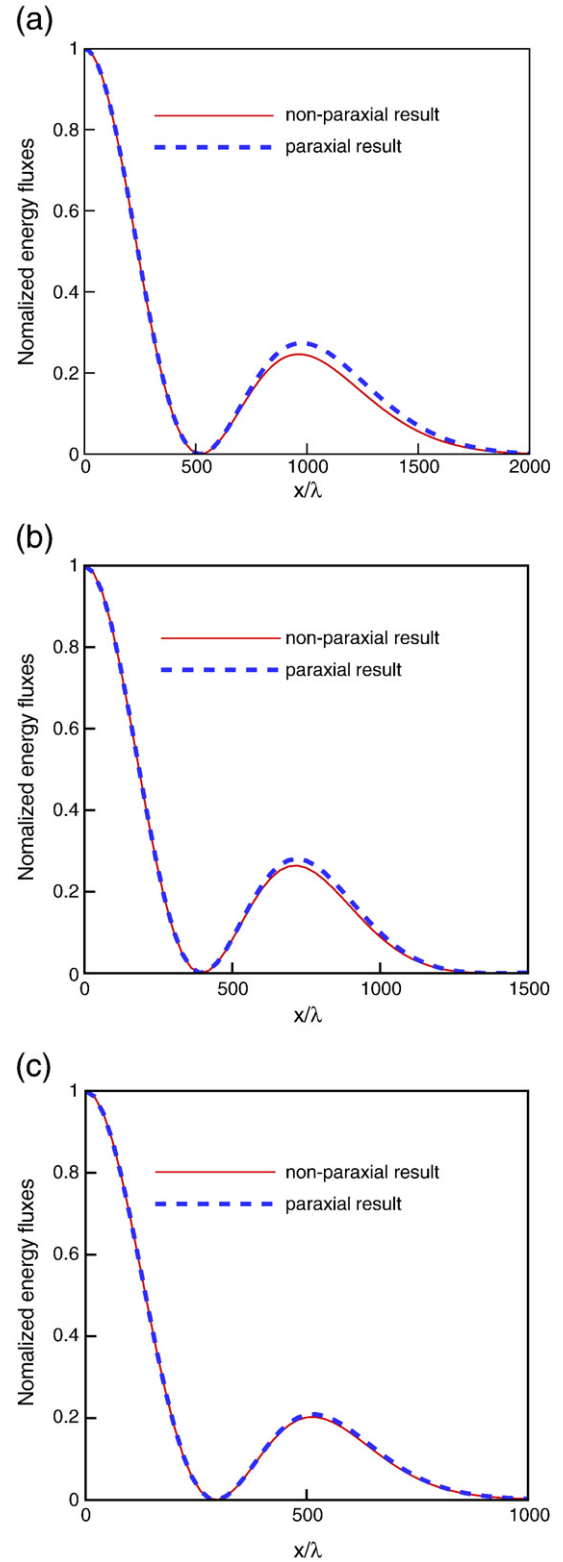 (a)
1
0.8
0.6
0.4
0.2
0
Nomalized energy fluxes
non-paraxial result
paraxial result
0 500 1000 1500 2000
x/λ
(b)
1
0.8
0.6
0.4
0.2
0
Nomalized energy fluxes
non-paraxial result
paraxial result
0 500 1000 1500
x/λ
(c)
1
0.8
0.6
0.4
0.2
0
Nomalized energy fluxes
non-paraxial result
paraxial result
0 500 1000
x/λ